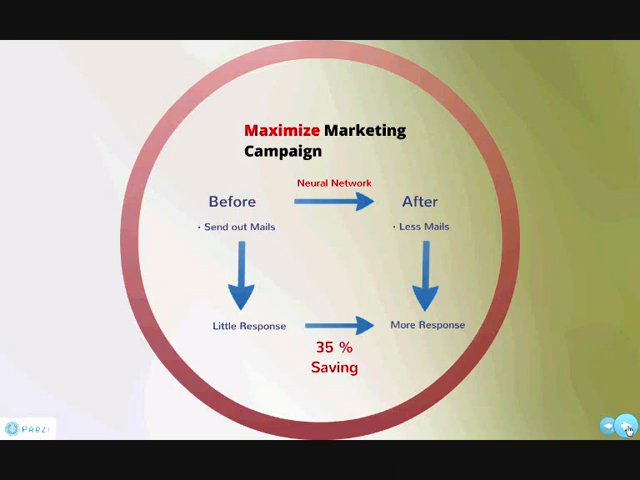 Maximize Marketing
Campaign
Neural Network
Before
After
• Send out Mails
• Less Mails
Little Response
More Response
35 %
Saving
Prezi